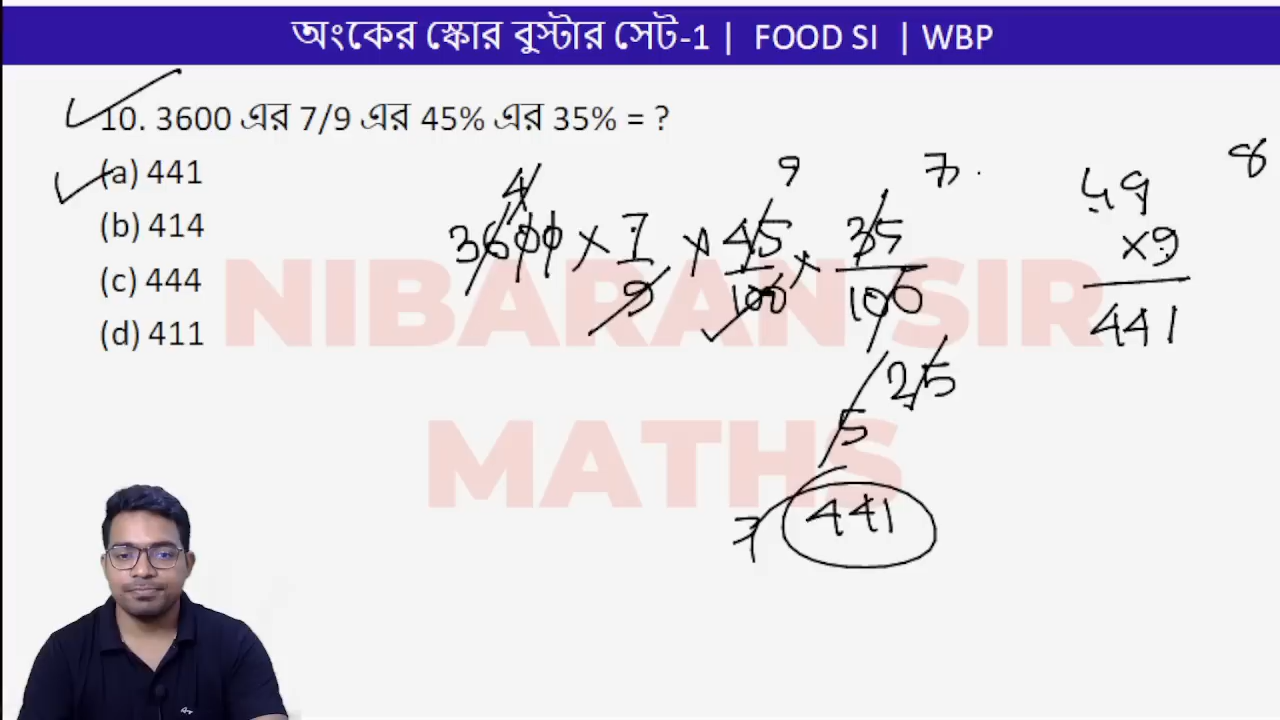 অংকের স্কোর বুস্টার সেট-1 | FOOD SI | WBP
10. 3600 এর 7/9 এর 45% এর 35% = ?
(a) 441
(b) 414
(c) 444
(d) 411
4 9 7 8
3600 × 7/9 × 45/100 × 35/100
25
5
441
49
×9
441
NIBARAN SIR
MATHS